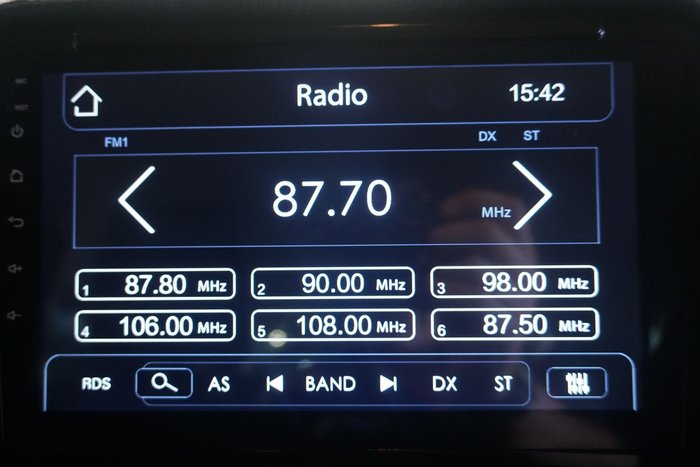 Radio 15:42
FM1 DX ST
87.70 MHz
1 87.80 MHz 2 90.00 MHz 3 98.00 MHz
4 106.00 MHz 5 108.00 MHz 6 87.50 MHz
RDS AS BAND DX ST